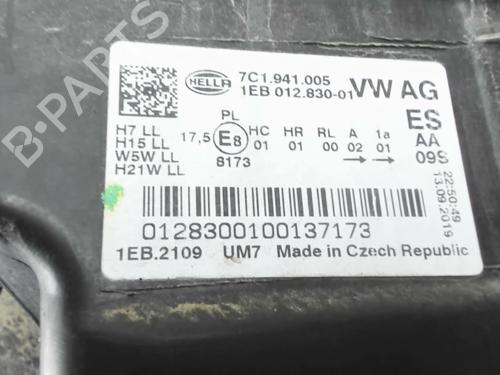 B-PARTS
HELLA
7C1.941.005
1EB 012.830-01
VW AG
ES
AA
09S
22:50:49
13.09.2019
H7 LL
H15 LL
W5W LL
H21W LL
17,5
PL
E8
8173
HC HR RL A 1a
01 01 00 02 01
→ →
0128300100137173
1EB.2109 UM7 Made in Czech Republic